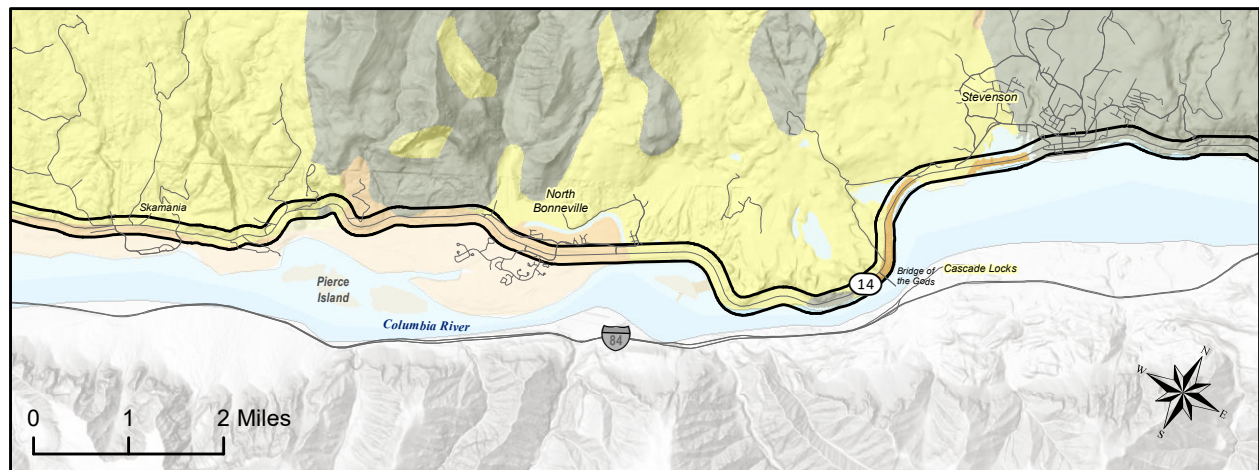 Stevenson
Skamania
North
Bonneville
Pierce
Island
Bridge of
the Gods
Cascade Locks
14
Columbia River
84
N
W
E
S
0 1 2 Miles